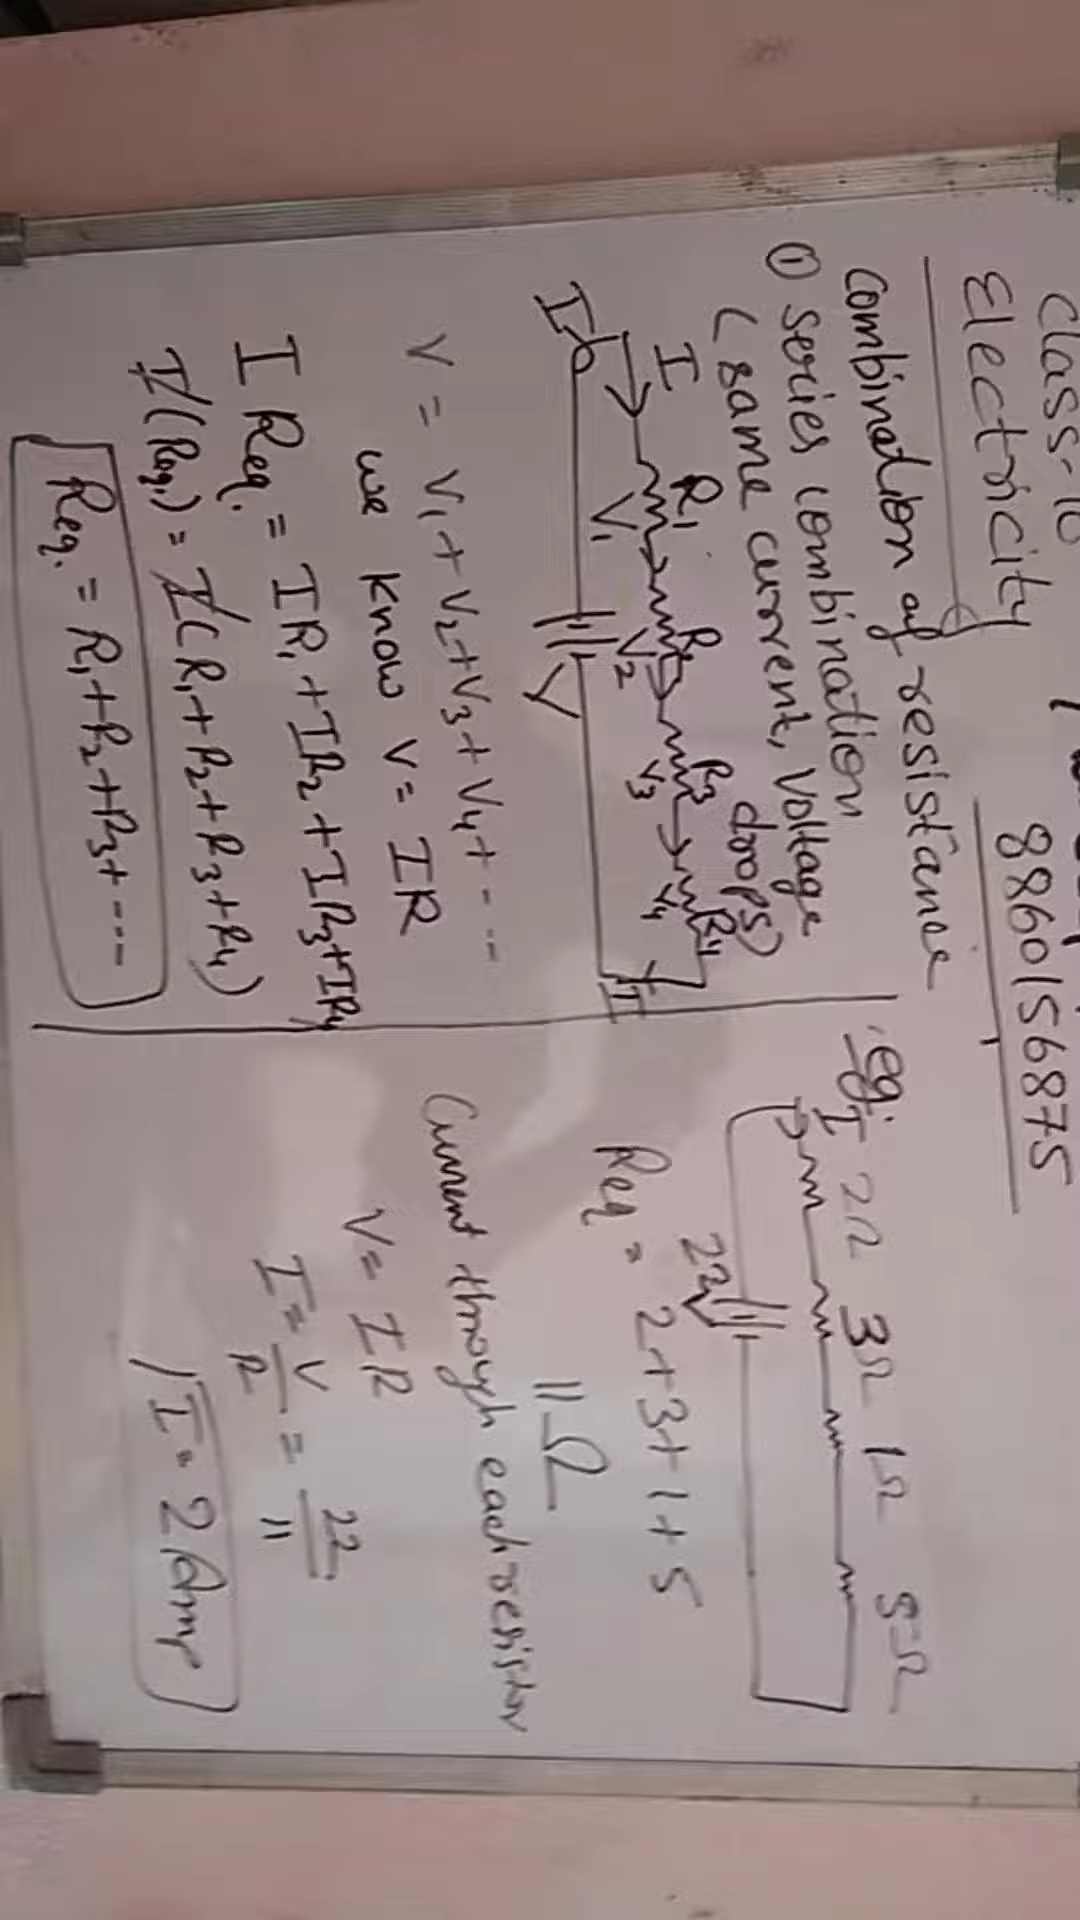 Class-10
Electricity
8860156875
Combination of resistance
① Series combination
(same current, voltage
drops)
I R1 R2 R3 R4
V1 V2 V3 V4
I V I
V = V1 + V2 + V3 + V4 + ...
we know V = IR
I Req. = IR1 + IR2 + IR3 + IR4
I(Req.) = I(R1 + R2 + R3 + R4)
Req. = R1 + R2 + R3 + ...
eg.
I 2Ω 3Ω 1Ω 5Ω
22V
Req = 2+3+1+5
11Ω
Current through each resistor
V = IR
I = V/R = 22/11
I = 2 Amp